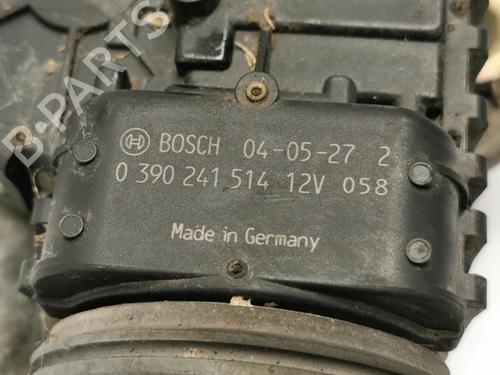 BOSCH 04-05-27 2
0 390 241 514 12V 058
Made in Germany
B-PARTS